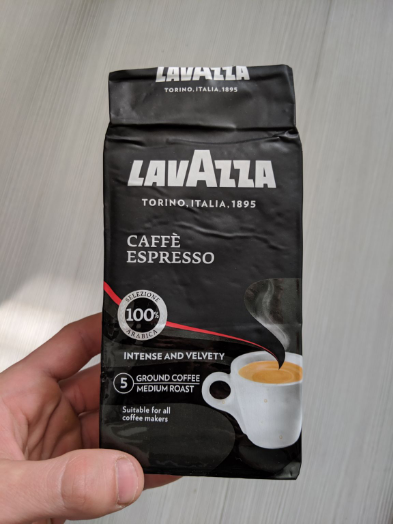 LAVAZZA
TORINO, ITALIA, 1895
LAVAZZA
TORINO, ITALIA, 1895
CAFFÈ
ESPRESSO
SELEZIONE
100%
ARABICA
INTENSE AND VELVETY
5 GROUND COFFEE
MEDIUM ROAST
Suitable for all
coffee makers